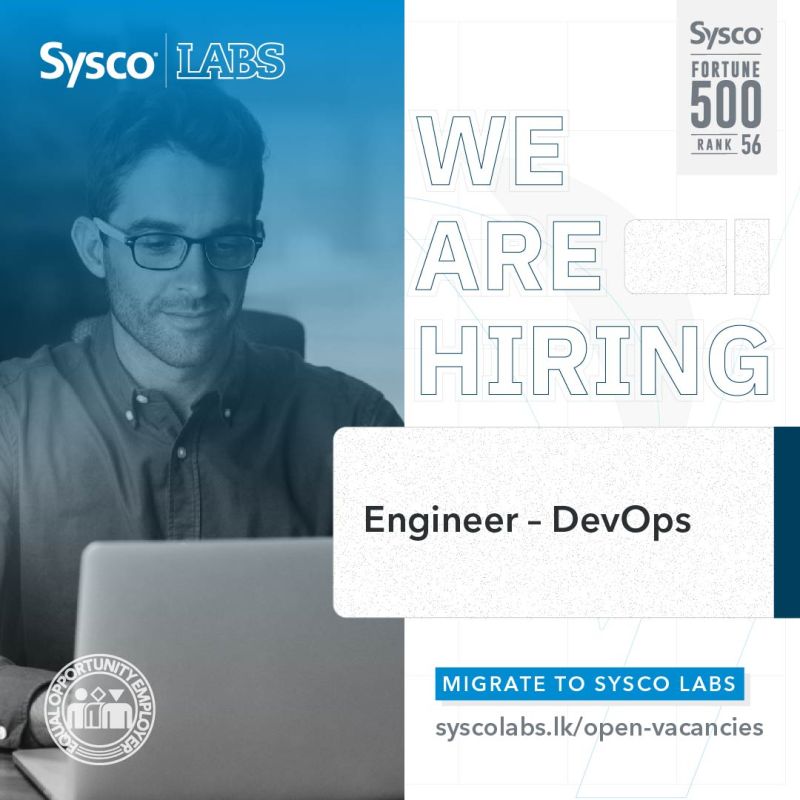 Sysco LABS
Sysco
FORTUNE
500
RANK 56
WE
ARE
HIRING
Engineer – DevOps
MIGRATE TO SYSCO LABS
syscolabs.lk/open-vacancies
EQUAL OPPORTUNITY EMPLOYER